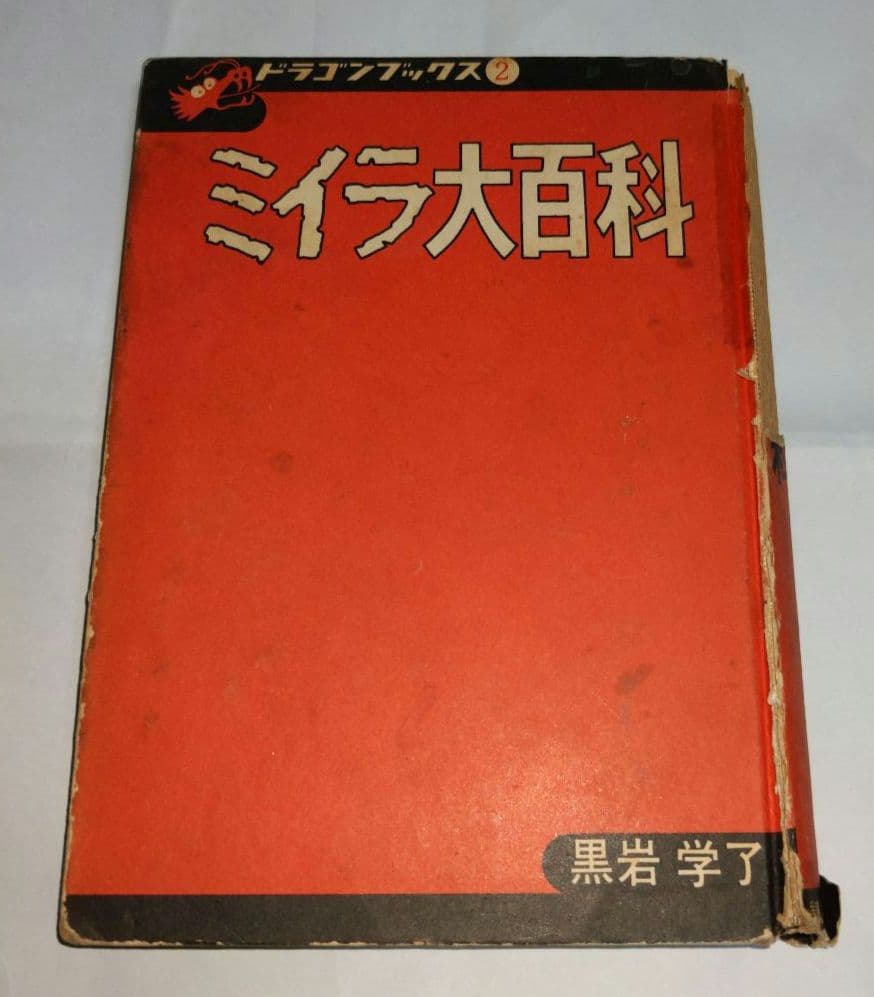 ドラゴンブックス2
ミイラ大百科
黒岩 学了